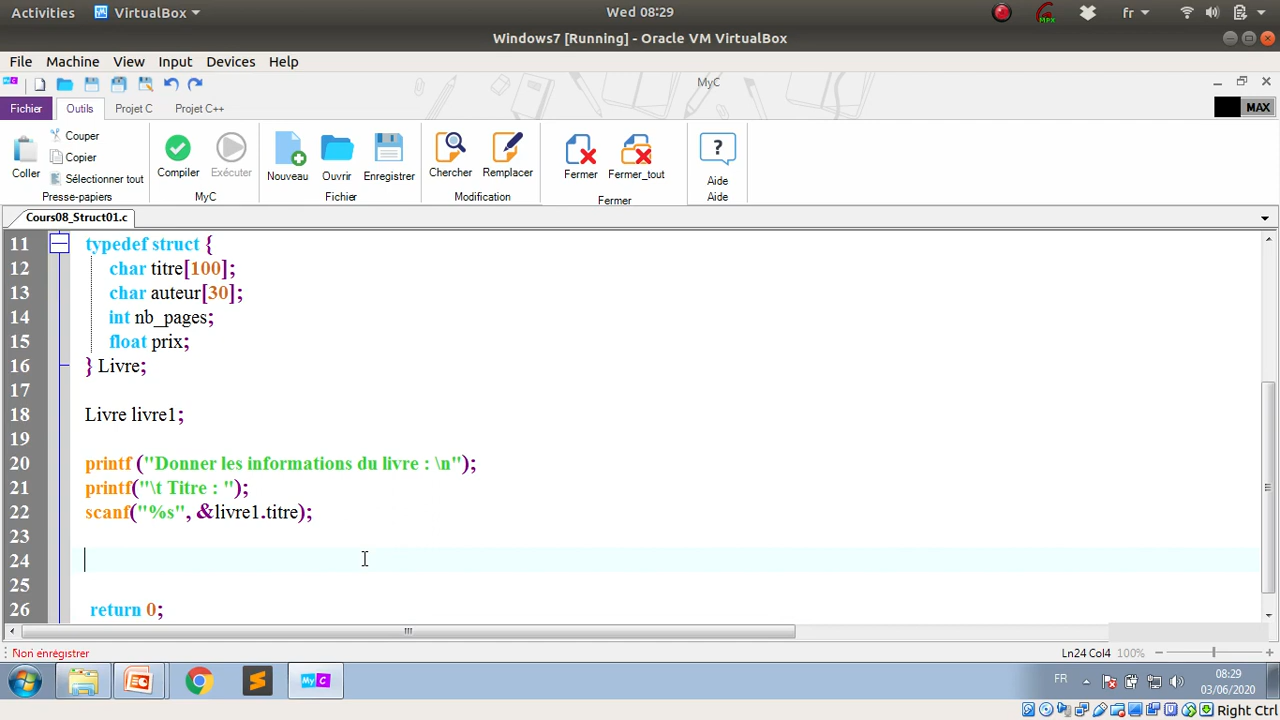 Activities VirtualBox Wed 08:29 fr
Windows7 [Running] - Oracle VM VirtualBox
File Machine View Input Devices Help
MyC
Fichier Outils Projet C Projet C++ MAX
Coller Couper Copier Sélectionner tout
Compiler Exécuter Nouveau Ouvrir Enregistrer Chercher Remplacer Fermer Fermer_tout Aide
Presse-papiers MyC Fichier Modification Fermer Aide
Cours08_Struct01.c
11 typedef struct {
12 char titre[100];
13 char auteur[30];
14 int nb_pages;
15 float prix;
16 } Livre;
17
18 Livre livre1;
19
20 printf ("Donner les informations du livre : \n");
21 printf("\t Titre : ");
22 scanf("%s", &livre1.titre);
23
24
25
26 return 0;
Non enregistrer Ln24 Col4 100%
MyC FR 08:29
03/06/2020
Right Ctrl